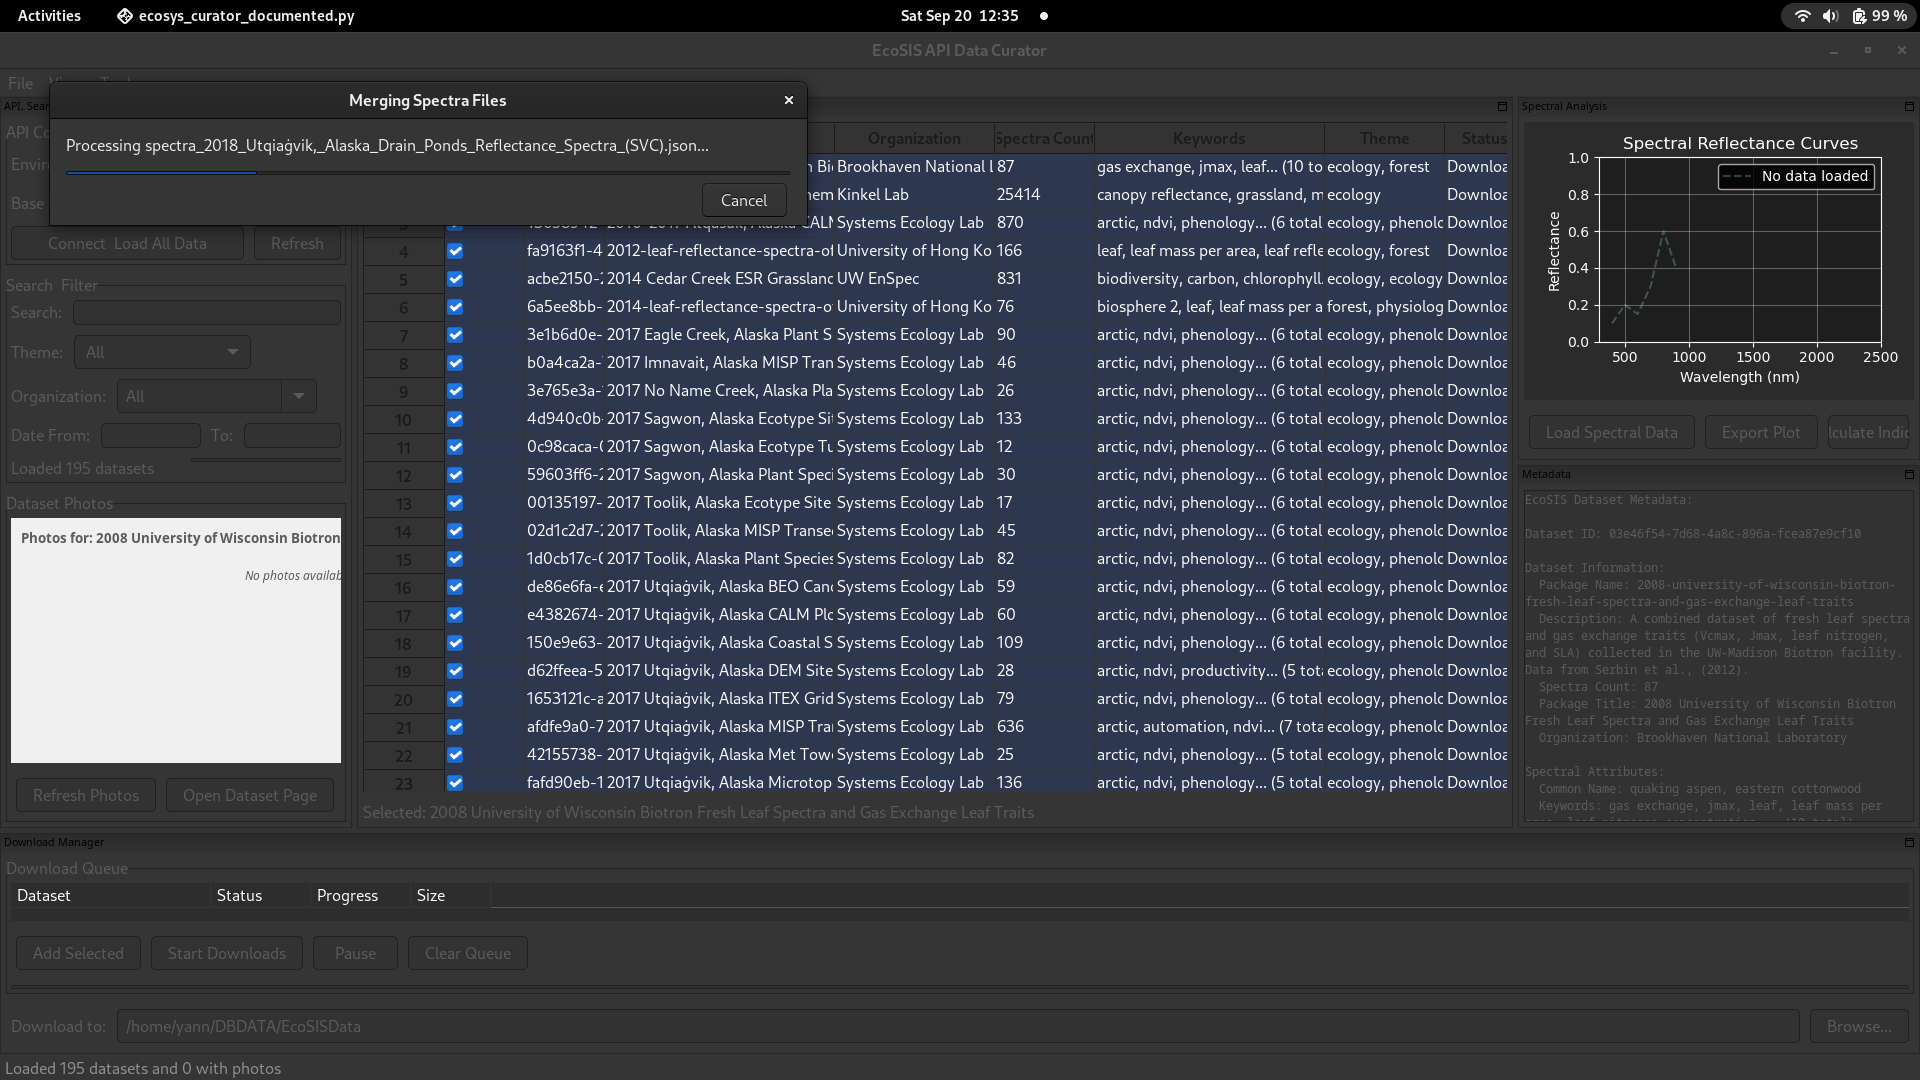 Activities
ecosys_curator_documented.py
Sat Sep 20 12:35
99 %
EcoSIS API Data Curator
File
Merging Spectra Files
Processing spectra_2018_Utqiaġvik,_Alaska_Drain_Ponds_Reflectance_Spectra_(SVC).json...
Cancel
Base
Connect Load All Data
Refresh
Search Filter
Search:
Theme:
All
Organization:
All
Date From:
To:
Loaded 195 datasets
Dataset Photos
Photos for: 2008 University of Wisconsin Biotron
No photos availab
Refresh Photos
Open Dataset Page
Organization Spectra Count Keywords Theme Status
Brookhaven National L 87 gas exchange, jmax, leaf... (10 to ecology, forest Downloa
Kinkel Lab 25414 canopy reflectance, grassland, m ecology Downloa
Systems Ecology Lab 870 arctic, ndvi, phenology... (6 total ecology, phenolc Downloa
4 fa9163f1-4 2012-leaf-reflectance-spectra-of University of Hong Ko 166 leaf, leaf mass per area, leaf refle ecology, forest Downloa
5 acbe2150-2 2014 Cedar Creek ESR Grasslanc UW EnSpec 831 biodiversity, carbon, chlorophyll. ecology, ecology Downloa
6 6a5ee8bb- 2014-leaf-reflectance-spectra-o University of Hong Ko 76 biosphere 2, leaf, leaf mass per a forest, physiolog Downloa
7 3e1b6d0e- 2017 Eagle Creek, Alaska Plant S Systems Ecology Lab 90 arctic, ndvi, phenology... (6 total ecology, phenolc Downloa
8 b0a4ca2a- 2017 Imnavait, Alaska MISP Tran Systems Ecology Lab 46 arctic, ndvi, phenology... (6 total ecology, phenolc Downloa
9 3e765e3a- 2017 No Name Creek, Alaska Pla Systems Ecology Lab 26 arctic, ndvi, phenology... (6 total ecology, phenolc Downloa
10 4d940c0b- 2017 Sagwon, Alaska Ecotype Sit Systems Ecology Lab 133 arctic, ndvi, phenology... (6 total ecology, phenolc Downloa
11 0c98caca-0 2017 Sagwon, Alaska Ecotype Tu Systems Ecology Lab 12 arctic, ndvi, phenology... (6 total ecology, phenolc Downloa
12 59603ff6-2 2017 Sagwon, Alaska Plant Speci Systems Ecology Lab 30 arctic, ndvi, phenology... (6 total ecology, phenolc Downloa
13 00135197- 2017 Toolik, Alaska Ecotype Site Systems Ecology Lab 17 arctic, ndvi, phenology... (6 total ecology, phenolc Downloa
14 02d1c2d7-2 2017 Toolik, Alaska MISP Transe Systems Ecology Lab 45 arctic, ndvi, phenology... (6 total ecology, phenolc Downloa
15 1d0cb17c-0 2017 Toolik, Alaska Plant Species Systems Ecology Lab 82 arctic, ndvi, phenology... (6 total ecology, phenolc Downloa
16 de86e6fa-e 2017 Utqiaġvik, Alaska BEO Canc Systems Ecology Lab 59 arctic, ndvi, phenology... (6 total ecology, phenolc Downloa
17 e4382674- 2017 Utqiaġvik, Alaska CALM Plc Systems Ecology Lab 60 arctic, ndvi, phenology... (6 total ecology, phenolc Downloa
18 150e9e63- 2017 Utqiaġvik, Alaska Coastal S Systems Ecology Lab 109 arctic, ndvi, phenology... (6 total ecology, phenolc Downloa
19 d62ffeea-5 2017 Utqiaġvik, Alaska DEM Site Systems Ecology Lab 28 arctic, ndvi, productivity... (5 tota ecology, phenolc Downloa
20 1653121c-a 2017 Utqiaġvik, Alaska ITEX Grid Systems Ecology Lab 79 arctic, ndvi, phenology... (6 total ecology, phenolc Downloa
21 afdfe9a0-7 2017 Utqiaġvik, Alaska MISP Tra Systems Ecology Lab 636 arctic, automation, ndvi... (7 tota ecology, phenolc Downloa
22 42155738- 2017 Utqiaġvik, Alaska Met Tow Systems Ecology Lab 25 arctic, ndvi, phenology... (5 total ecology, phenolc Downloa
23 fafd90eb-1 2017 Utqiaġvik, Alaska Microtop Systems Ecology Lab 136 arctic, ndvi, phenology... (5 total ecology, phenolc Downloa
Selected: 2008 University of Wisconsin Biotron Fresh Leaf Spectra and Gas Exchange Leaf Traits
Spectral Analysis
Spectral Reflectance Curves
No data loaded
1.0
0.8
0.6
0.4
0.2
0.0
Reflectance
500 1000 1500 2000 2500
Wavelength (nm)
Load Spectral Data
Export Plot
lculate Indic
Metadata
EcoSIS Dataset Metadata:
Dataset ID: 03e46f54-7d68-4a8c-896a-fcea87e9cf10
Dataset Information:
Package Name: 2008-university-of-wisconsin-biotron-
fresh-leaf-spectra-and-gas-exchange-leaf-traits
Description: A combined dataset of fresh leaf spectra
and gas exchange traits (Vcmax, Jmax, leaf nitrogen,
and SLA) collected in the UW-Madison Biotron facility.
Data from Serbin et al., (2012).
Spectra Count: 87
Package Title: 2008 University of Wisconsin Biotron
Fresh Leaf Spectra and Gas Exchange Leaf Traits
Organization: Brookhaven National Laboratory
Spectral Attributes:
Common Name: quaking aspen, eastern cottonwood
Keywords: gas exchange, jmax, leaf, leaf mass per
Download Manager
Download Queue
Dataset Status Progress Size
Add Selected
Start Downloads
Pause
Clear Queue
Download to:
/home/yann/DBDATA/EcoSISData
Browse...
Loaded 195 datasets and 0 with photos